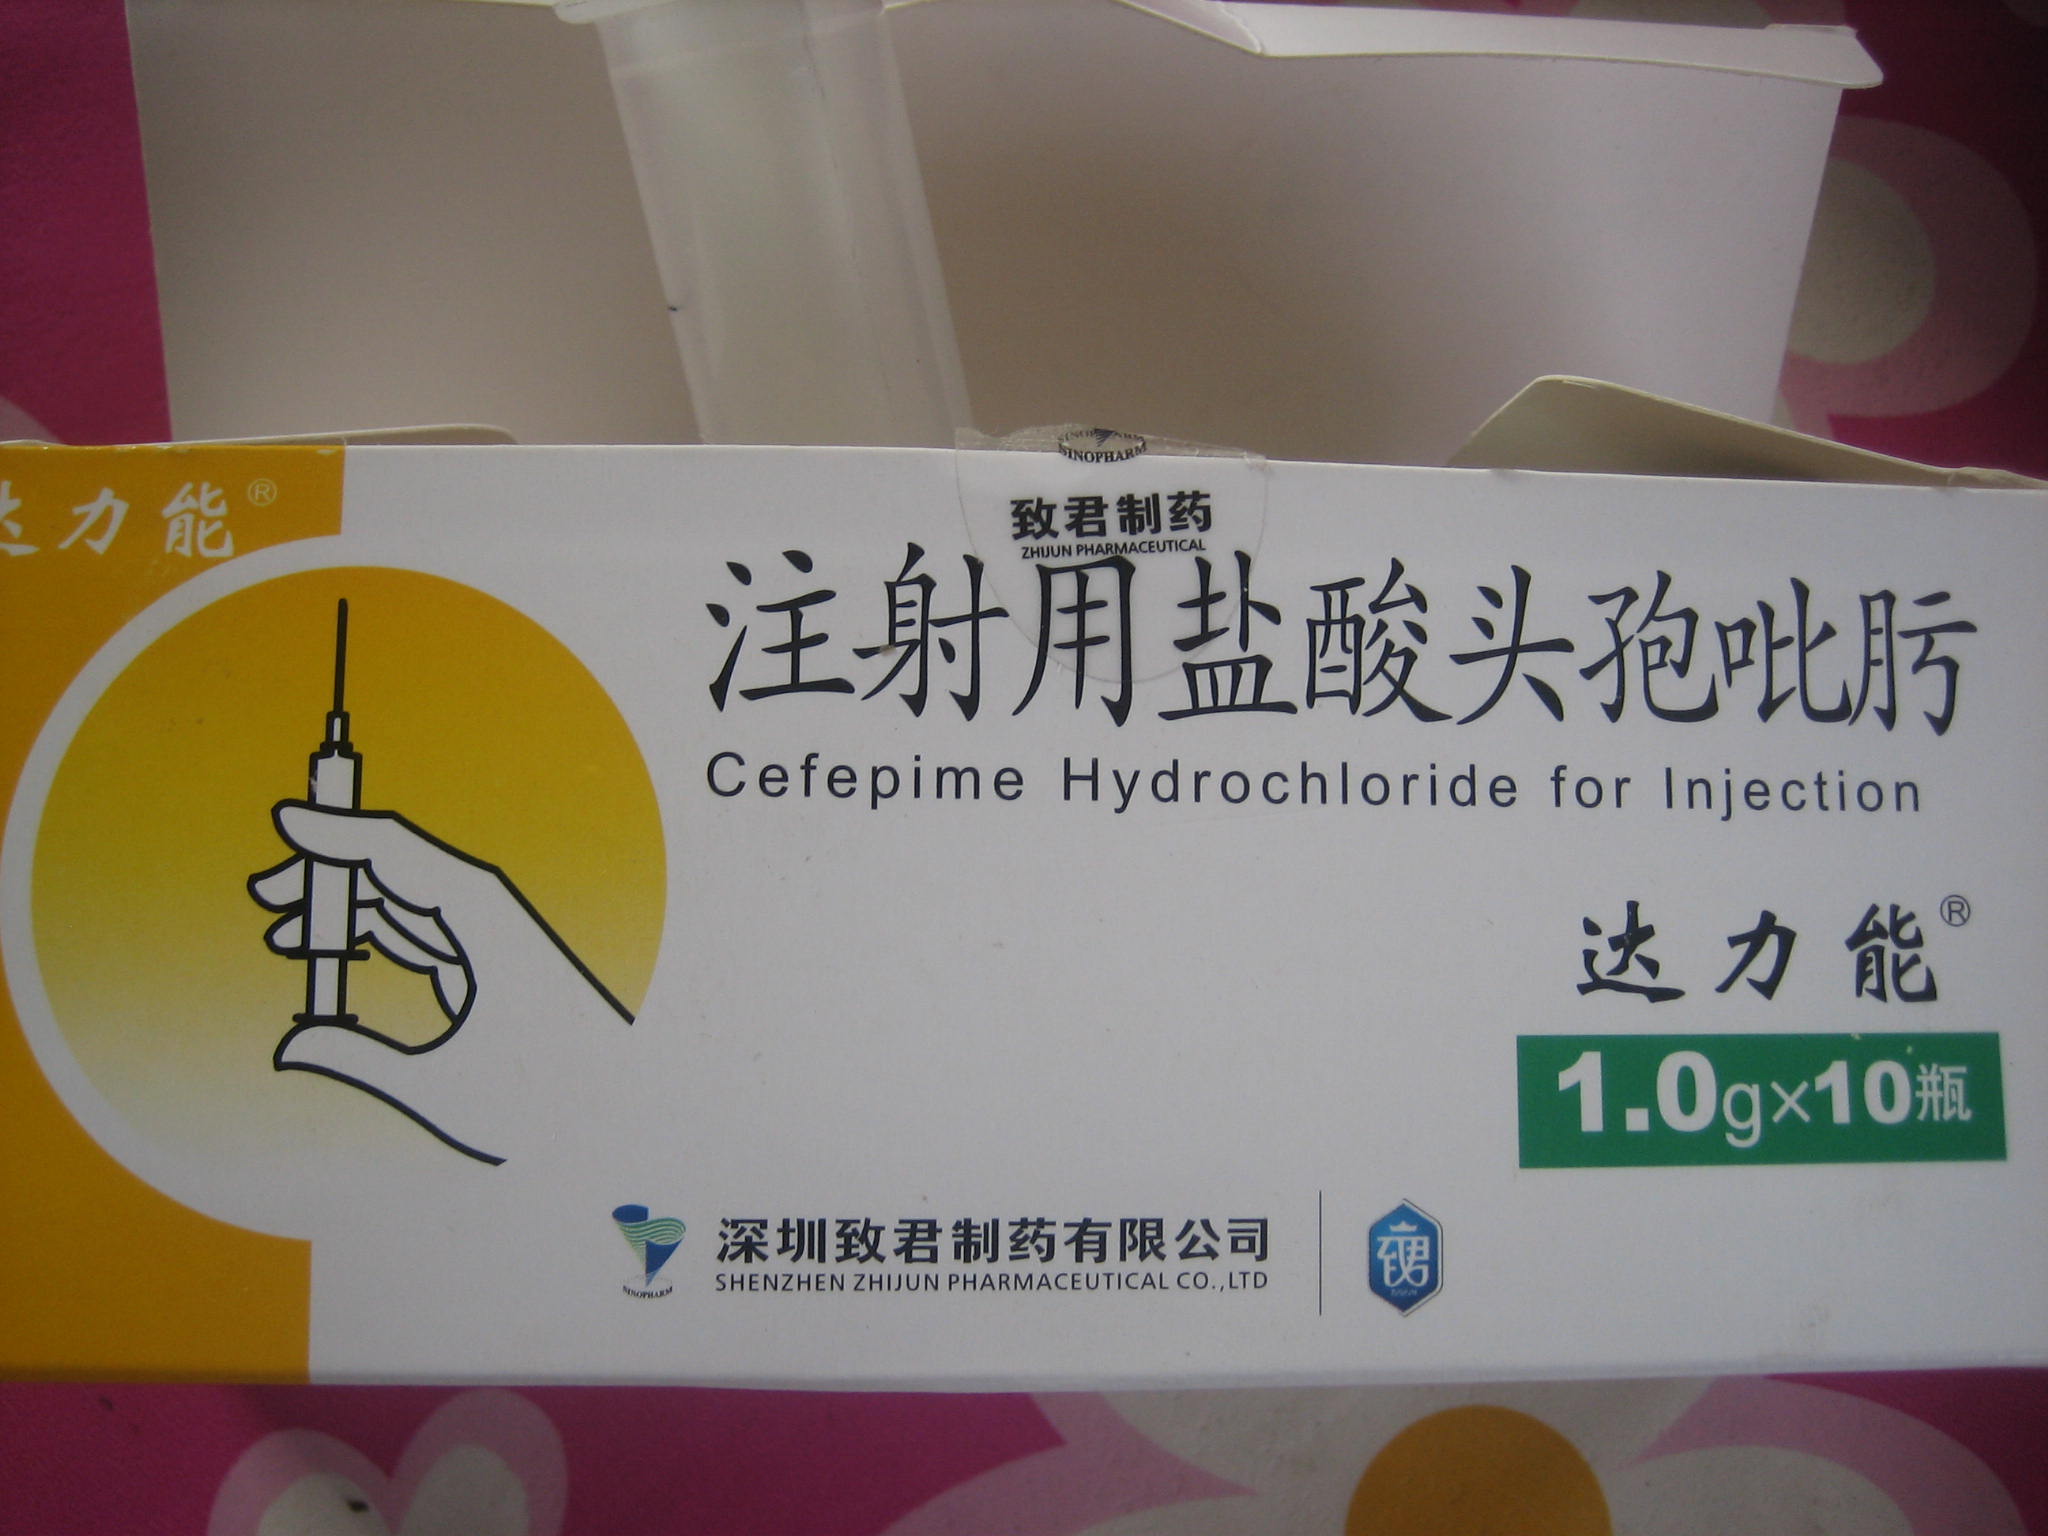 SINOPHARM
致君制药
ZHIJUN PHARMACEUTICAL
达力能®
注射用盐酸头孢吡肟
Cefepime Hydrochloride for Injection
达力能®
1.0g×10瓶
深圳致君制药有限公司
SHENZHEN ZHIJUN PHARMACEUTICAL CO.,LTD
SINOPHARM